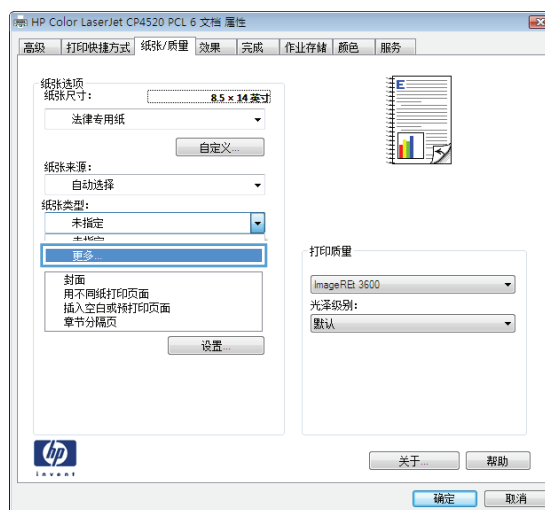 HP Color LaserJet CP4520 PCL 6 文档 属性
高级 打印快捷方式 纸张/质量 效果 完成 作业存储 颜色 服务
纸张选项
纸张尺寸: 8.5 × 14 英寸
法律专用纸
自定义...
纸张来源:
自动选择
纸张类型:
未指定
未指定
更多...
封面
用不同纸打印页面
插入空白或预打印页面
章节分隔页
设置...
E
打印质量
ImageREt 3600
光泽级别:
默认
hp
invent
关于... 帮助
确定 取消